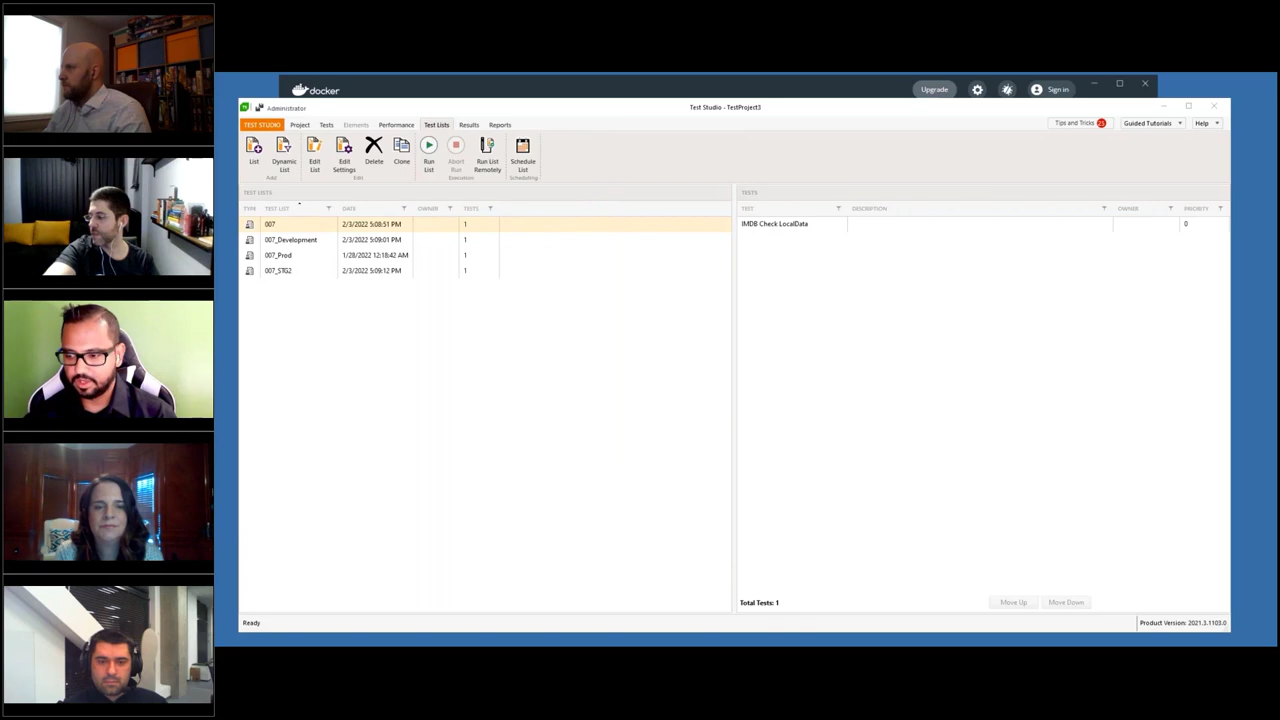 docker
Upgrade
Sign in
Administrator
Test Studio - TestProject3
TEST STUDIO Project Tests Elements Performance Test Lists Results Reports
Tips and Tricks 25 Guided Tutorials Help
List Dynamic List Edit List Edit Settings Delete Clone Run List Abort Run Run List Remotely Schedule List
Add Edit Execution Scheduling
TEST LISTS
TYPE TEST LIST DATE OWNER TESTS
007 2/3/2022 5:08:51 PM 1
007_Development 2/3/2022 5:09:01 PM 1
007_Prod 1/28/2022 12:18:42 AM 1
007_STG2 2/3/2022 5:09:12 PM 1
TESTS
TEST DESCRIPTION OWNER PRIORITY
IMDB Check LocalData 0
Total Tests: 1
Move Up Move Down
Ready
Product Version: 2021.3.1103.0